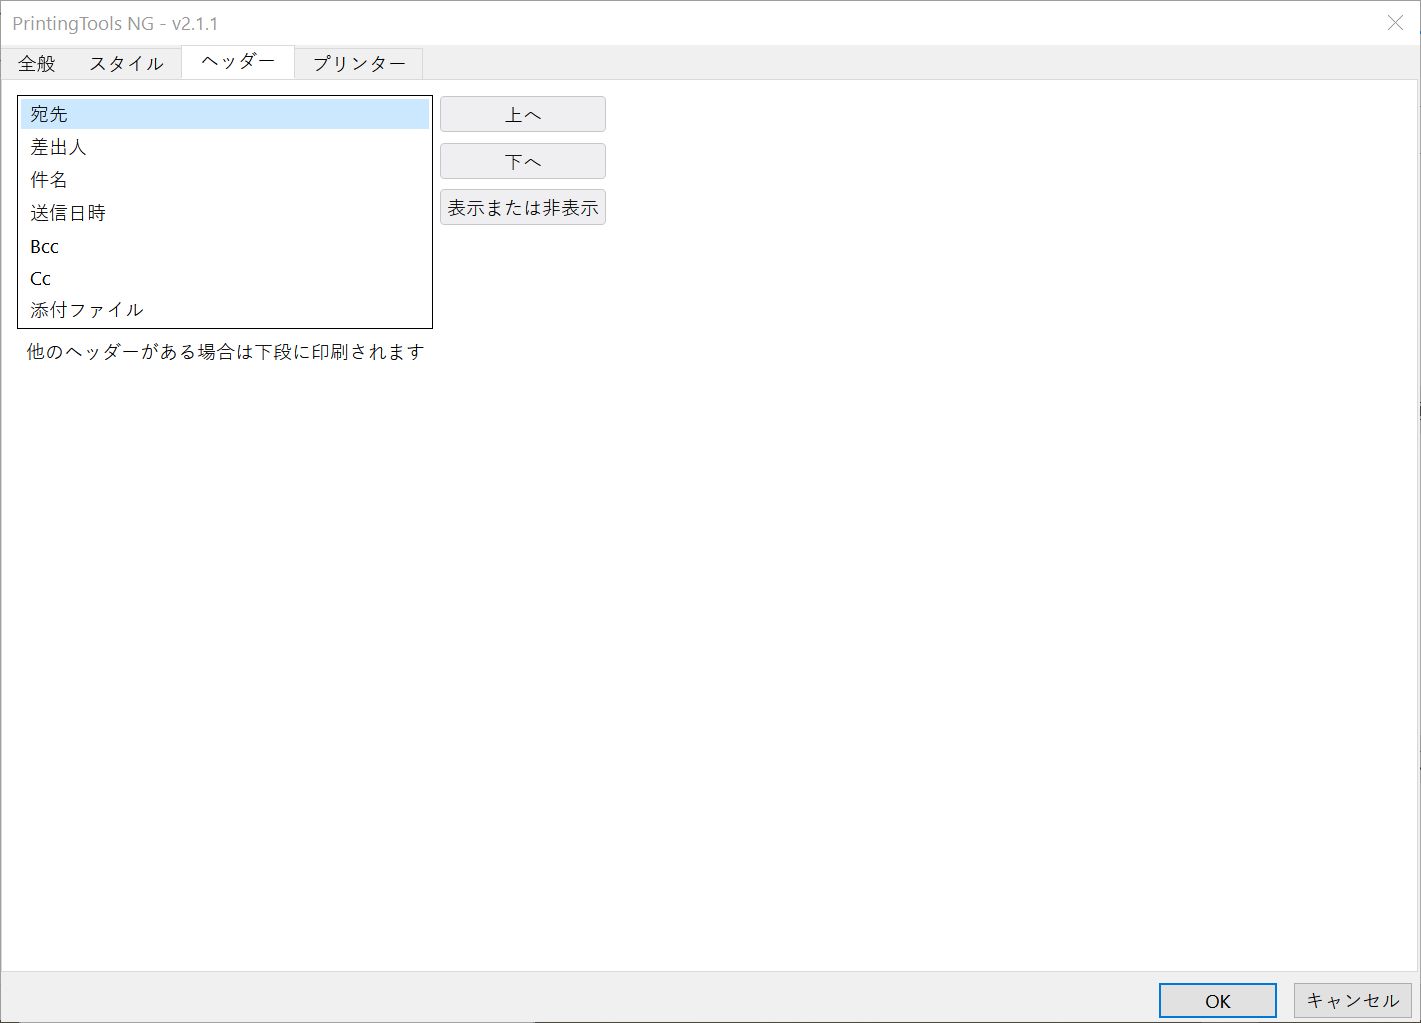 PrintingTools NG - v2.1.1
全般 スタイル ヘッダー プリンター
宛先
差出人
件名
送信日時
Bcc
Cc
添付ファイル
上へ
下へ
表示または非表示
他のヘッダーがある場合は下段に印刷されます
OK キャンセル